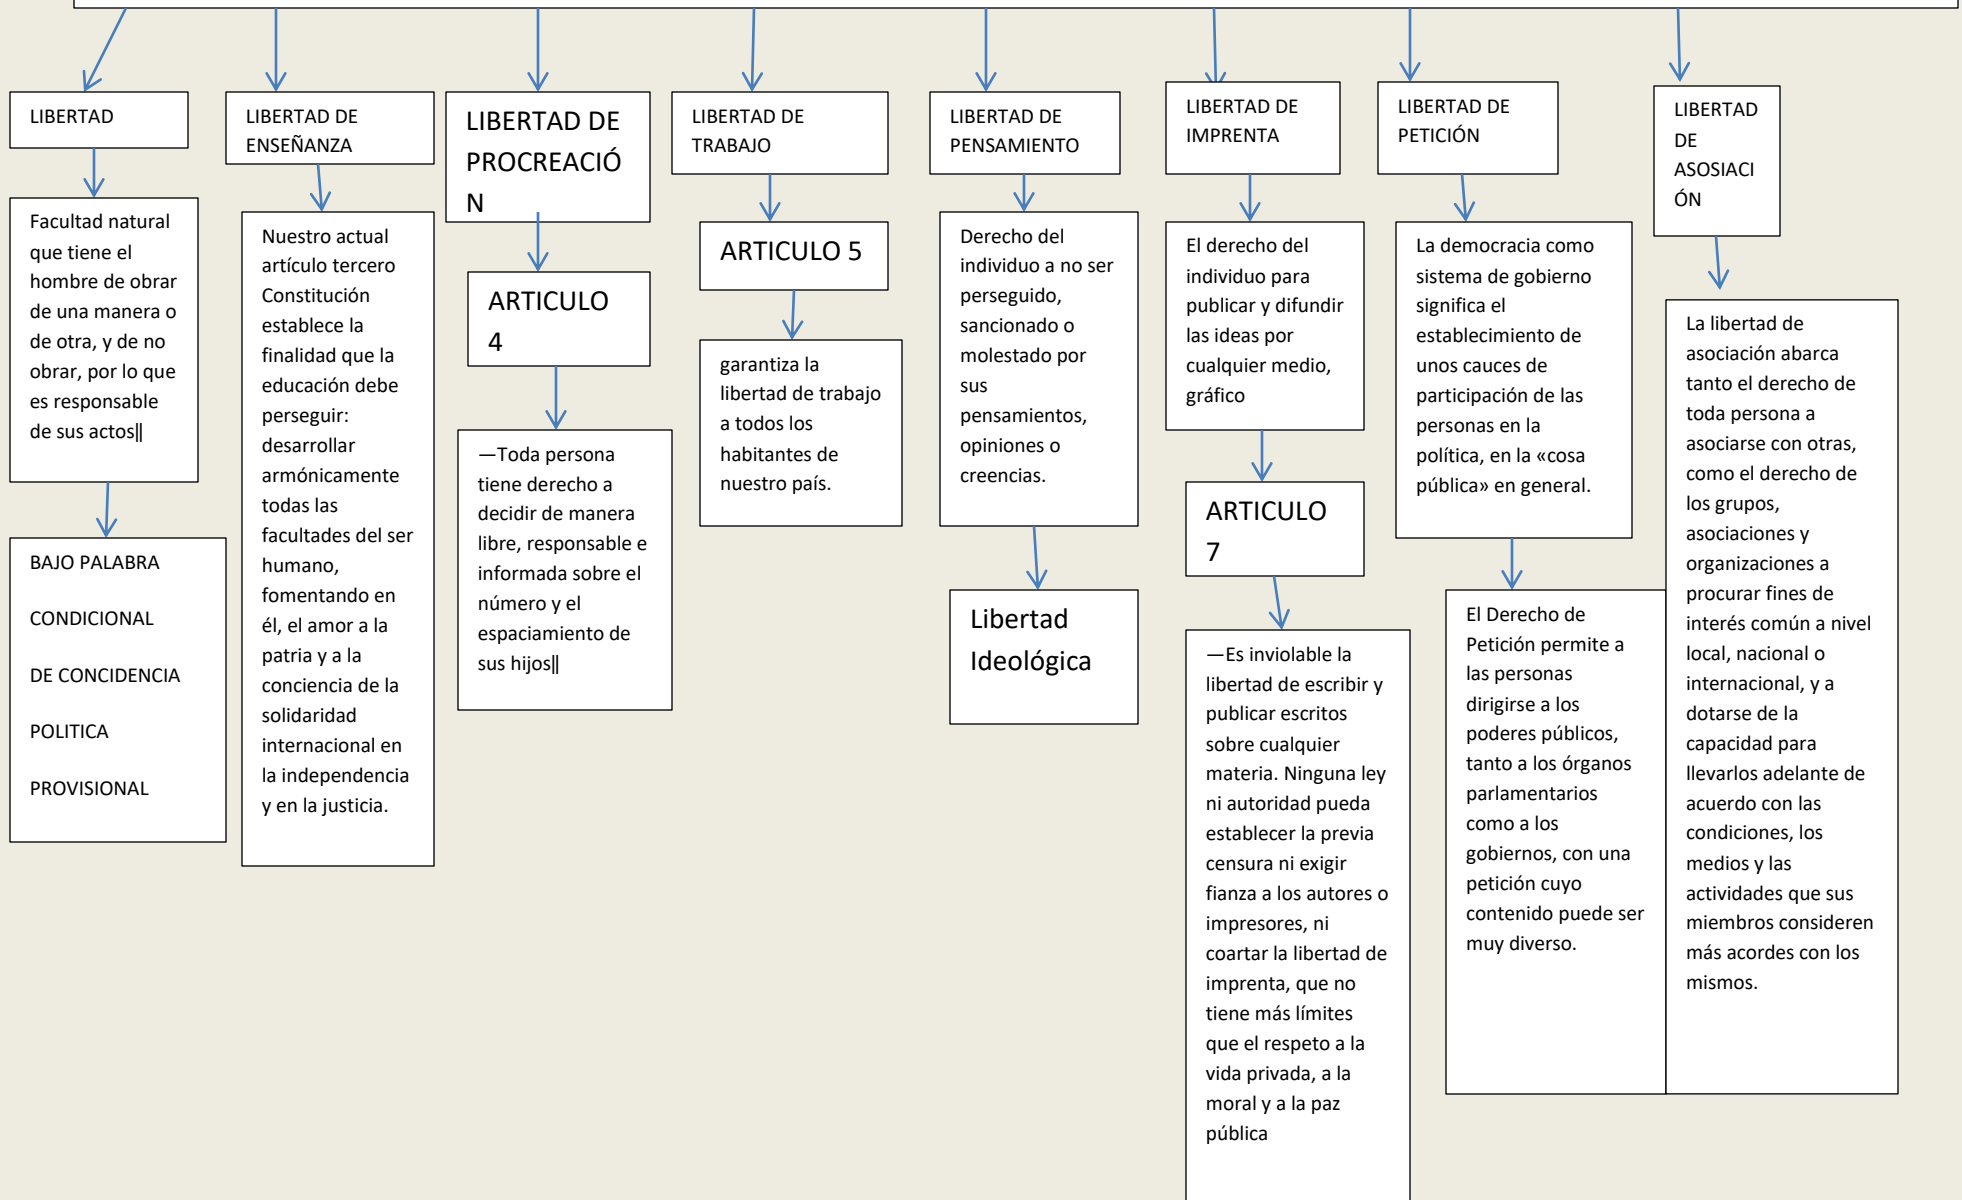 LIBERTAD
Facultad natural
que tiene el
hombre de obrar
de una manera o
de otra, y de no
obrar, por lo que
es responsable
de sus actos‖
BAJO PALABRA
CONDICIONAL
DE CONCIDENCIA
POLITICA
PROVISIONAL
LIBERTAD DE
ENSEÑANZA
Nuestro actual
artículo tercero
Constitución
establece la
finalidad que la
educación debe
perseguir:
desarrollar
armónicamente
todas las
facultades del ser
humano,
fomentando en
él, el amor a la
patria y a la
conciencia de la
solidaridad
internacional en
la independencia
y en la justicia.
LIBERTAD DE
PROCREACIÓ
N
ARTICULO
4
―Toda persona
tiene derecho a
decidir de manera
libre, responsable e
informada sobre el
número y el
espaciamiento de
sus hijos‖
LIBERTAD DE
TRABAJO
ARTICULO 5
garantiza la
libertad de trabajo
a todos los
habitantes de
nuestro país.
LIBERTAD DE
PENSAMIENTO
Derecho del
individuo a no ser
perseguido,
sancionado o
molestado por
sus
pensamientos,
opiniones o
creencias.
Libertad
Ideológica
LIBERTAD DE
IMPRENTA
El derecho del
individuo para
publicar y difundir
las ideas por
cualquier medio,
gráfico
ARTICULO
7
―Es inviolable la
libertad de escribir y
publicar escritos
sobre cualquier
materia. Ninguna ley
ni autoridad pueda
establecer la previa
censura ni exigir
fianza a los autores o
impresores, ni
coartar la libertad de
imprenta, que no
tiene más límites
que el respeto a la
vida privada, a la
moral y a la paz
pública
LIBERTAD DE
PETICIÓN
La democracia como
sistema de gobierno
significa el
establecimiento de
unos cauces de
participación de las
personas en la
política, en la «cosa
pública» en general.
El Derecho de
Petición permite a
las personas
dirigirse a los
poderes públicos,
tanto a los órganos
parlamentarios
como a los
gobiernos, con una
petición cuyo
contenido puede ser
muy diverso.
LIBERTAD
DE
ASOSIACI
ÓN
La libertad de
asociación abarca
tanto el derecho de
toda persona a
asociarse con otras,
como el derecho de
los grupos,
asociaciones y
organizaciones a
procurar fines de
interés común a nivel
local, nacional o
internacional, y a
dotarse de la
capacidad para
llevarlos adelante de
acuerdo con las
condiciones, los
medios y las
actividades que sus
miembros consideren
más acordes con los
mismos.